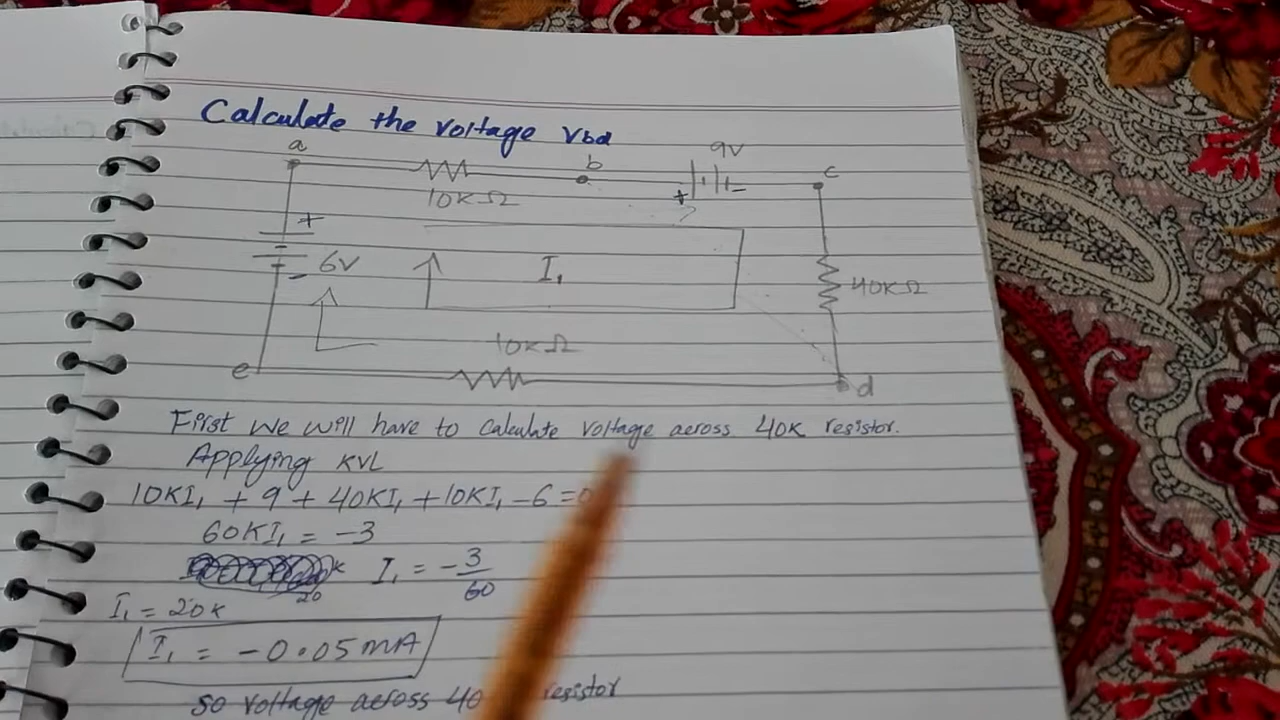 Calculate the voltage Vbd
a
b
9V
c
10KΩ
+
-
+
6V
-
I₁
40KΩ
10KΩ
e
d
First we will have to calculate voltage across 40K resistor.
Applying KVL
10KI₁ + 9 + 40KI₁ + 10KI₁ - 6 = 0
60KI₁ = -3
I₁ = -3/60
20
I₁ = 20K
I₁ = -0.05mA
so voltage across 40 resistor